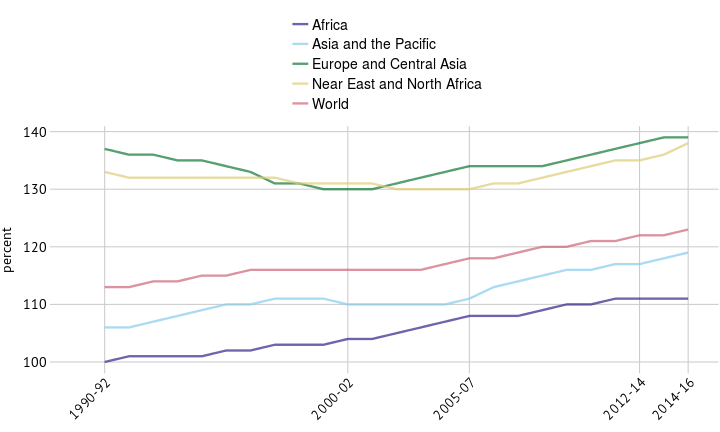 Africa
Asia and the Pacific
Europe and Central Asia
Near East and North Africa
World
140
130
120
110
100
percent
1990-92
2000-02
2005-07
2012-14
2014-16